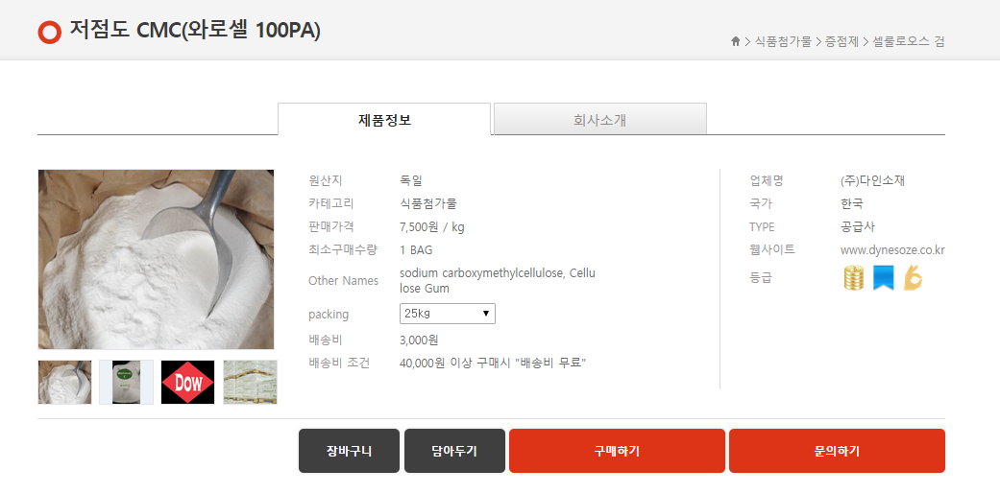 저점도 CMC(와로셀 100PA)
식품첨가물 > 증점제 > 셀룰로오스 검
제품정보
회사소개
원산지 독일
카테고리 식품첨가물
판매가격 7,500원 / kg
최소구매수량 1 BAG
Other Names sodium carboxymethylcellulose, Cellu
lose Gum
packing 25kg
배송비 3,000원
배송비 조건 40,000원 이상 구매시 "배송비 무료"
업체명 (주)다인소재
국가 한국
TYPE 공급사
웹사이트 www.dynesoze.co.kr
등급
DOW
장바구니
담아두기
구매하기
문의하기